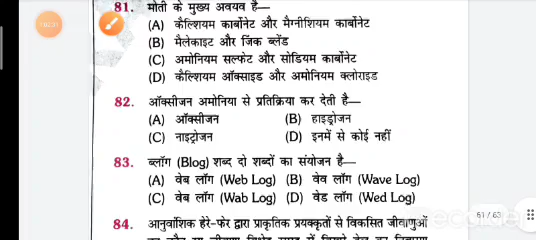 81. मोती के मुख्य अवयव हैं—
(A) कैल्शियम कार्बोनेट और मैग्नीशियम कार्बोनेट
(B) मैलेकाइट और जिंक ब्लेंड
(C) अमोनियम सल्फेट और सोडियम कार्बोनेट
(D) कैल्शियम ऑक्साइड और अमोनियम क्लोराइड
82. ऑक्सीजन अमोनिया से प्रतिक्रिया कर देती है—
(A) ऑक्सीजन (B) हाइड्रोजन
(C) नाइट्रोजन (D) इनमें से कोई नहीं
83. ब्लॉग (Blog) शब्द दो शब्दों का संयोजन है—
(A) वेब लॉग (Web Log) (B) वेव लॉग (Wave Log)
(C) वेब लॉग (Wab Log) (D) वेड लॉग (Wed Log)
61 / 63
84. आनुवांशिक हेरे-फेर द्वारा प्राकृतिक प्रयक्कृतों से विकसित जीवाणुओं